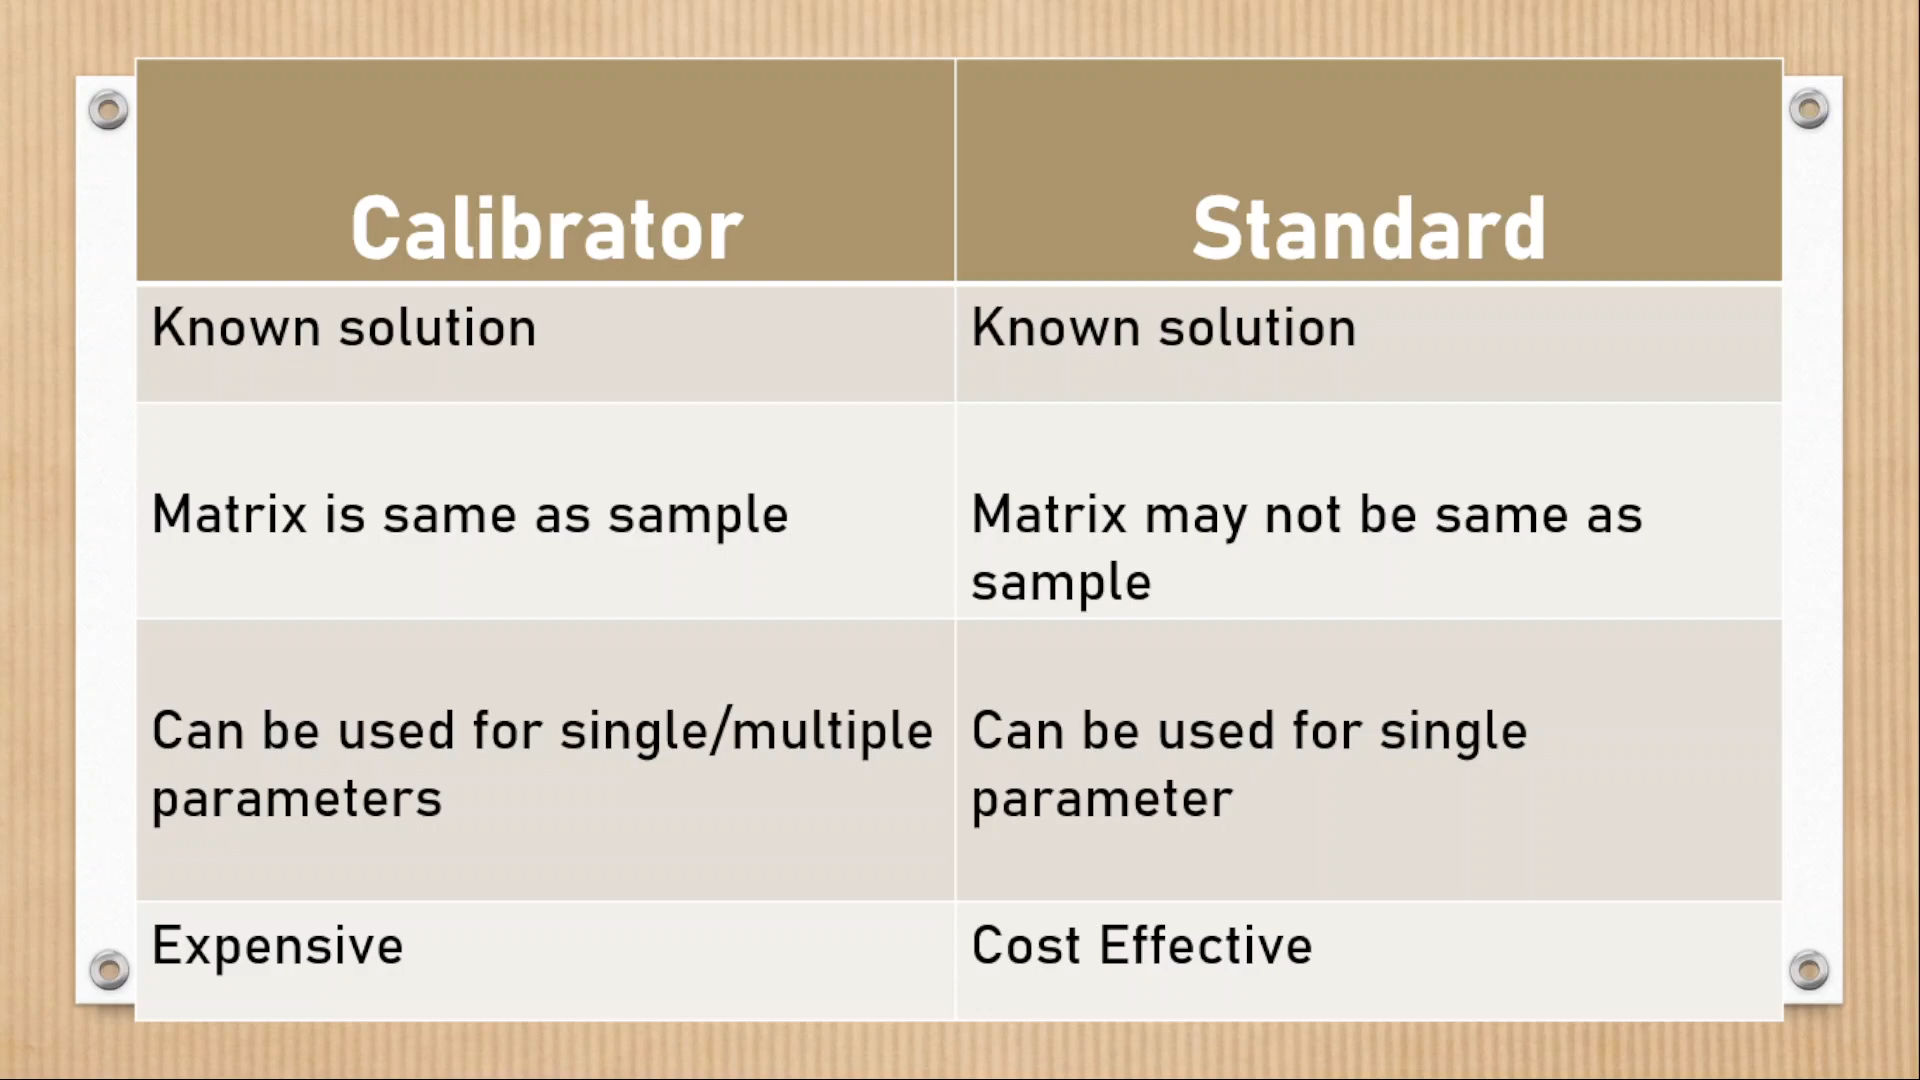 Calibrator
Standard
Known solution
Known solution
Matrix is same as sample
Matrix may not be same as
sample
Can be used for single/multiple
parameters
Can be used for single
parameter
Expensive
Cost Effective